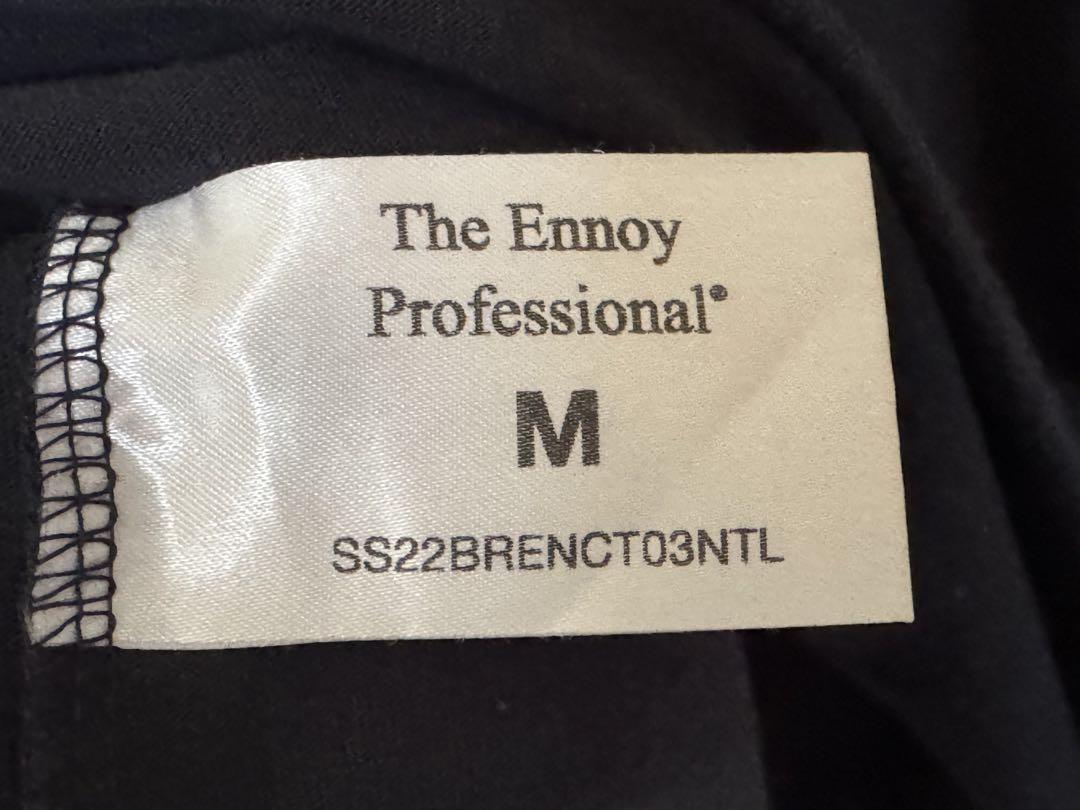 The Ennoy
Professional®
M
SS22BRENCT03NTL